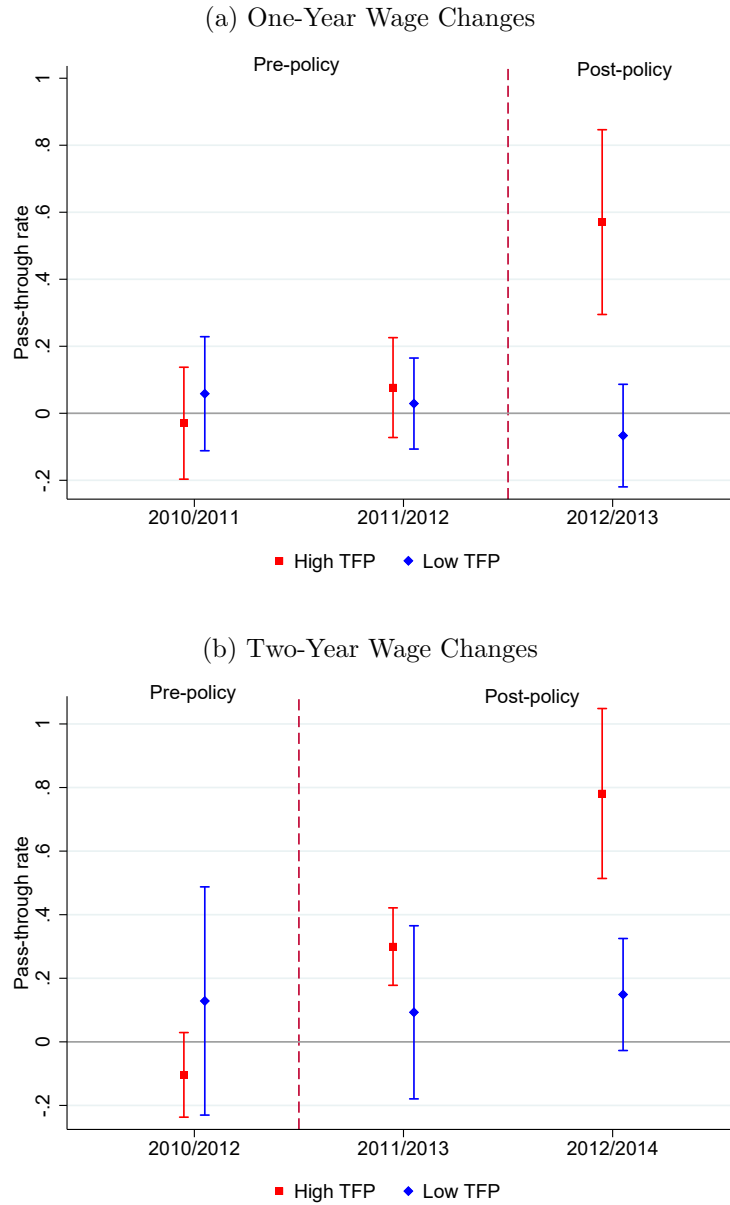 (a) One-Year Wage Changes
Pre-policy
Post-policy
Pass-through rate
1
.8
.6
.4
.2
0
-.2
2010/2011 2011/2012 2012/2013
High TFP Low TFP
(b) Two-Year Wage Changes
Pre-policy
Post-policy
Pass-through rate
1
.8
.6
.4
.2
0
-.2
2010/2012 2011/2013 2012/2014
High TFP Low TFP